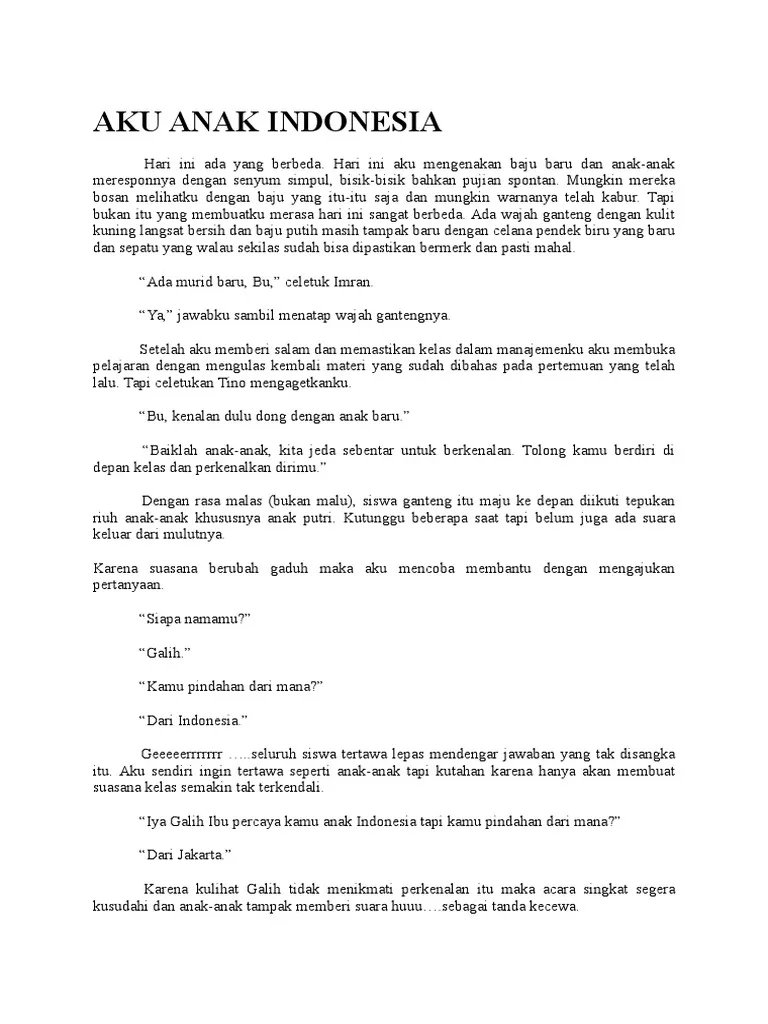 AKU ANAK INDONESIA
Hari ini ada yang berbeda. Hari ini aku mengenakan baju baru dan anak-anak
meresponnya dengan senyum simpul, bisik-bisik bahkan pujian spontan. Mungkin mereka
bosan melihatku dengan baju yang itu-itu saja dan mungkin warnanya telah kabur. Tapi
bukan itu yang membuatku merasa hari ini sangat berbeda. Ada wajah ganteng dengan kulit
kuning langsat bersih dan baju putih masih tampak baru dengan celana pendek biru yang baru
dan sepatu yang walau sekilas sudah bisa dipastikan bermerk dan pasti mahal.
“Ada murid baru, Bu,” celetuk Imran.
“Ya,” jawabku sambil menatap wajah gantengnya.
Setelah aku memberi salam dan memastikan kelas dalam manajemenku aku membuka
pelajaran dengan mengulas kembali materi yang sudah dibahas pada pertemuan yang telah
lalu. Tapi celetukan Tino mengagetkanku.
“Bu, kenalan dulu dong dengan anak baru.”
“Baiklah anak-anak, kita jeda sebentar untuk berkenalan. Tolong kamu berdiri di
depan kelas dan perkenalkan dirimu.”
Dengan rasa malas (bukan malu), siswa ganteng itu maju ke depan diikuti tepukan
riuh anak-anak khususnya anak putri. Kutunggu beberapa saat tapi belum juga ada suara
keluar dari mulutnya.
Karena suasana berubah gaduh maka aku mencoba membantu dengan mengajukan
pertanyaan.
“Siapa namamu?”
“Galih.”
“Kamu pindahan dari mana?”
“Dari Indonesia.”
Geeeeerrrrrrr …..seluruh siswa tertawa lepas mendengar jawaban yang tak disangka
itu. Aku sendiri ingin tertawa seperti anak-anak tapi kutahan karena hanya akan membuat
suasana kelas semakin tak terkendali.
“Iya Galih Ibu percaya kamu anak Indonesia tapi kamu pindahan dari mana?”
“Dari Jakarta.”
Karena kulihat Galih tidak menikmati perkenalan itu maka acara singkat segera
kusudahi dan anak-anak tampak memberi suara huuu….sebagai tanda kecewa.